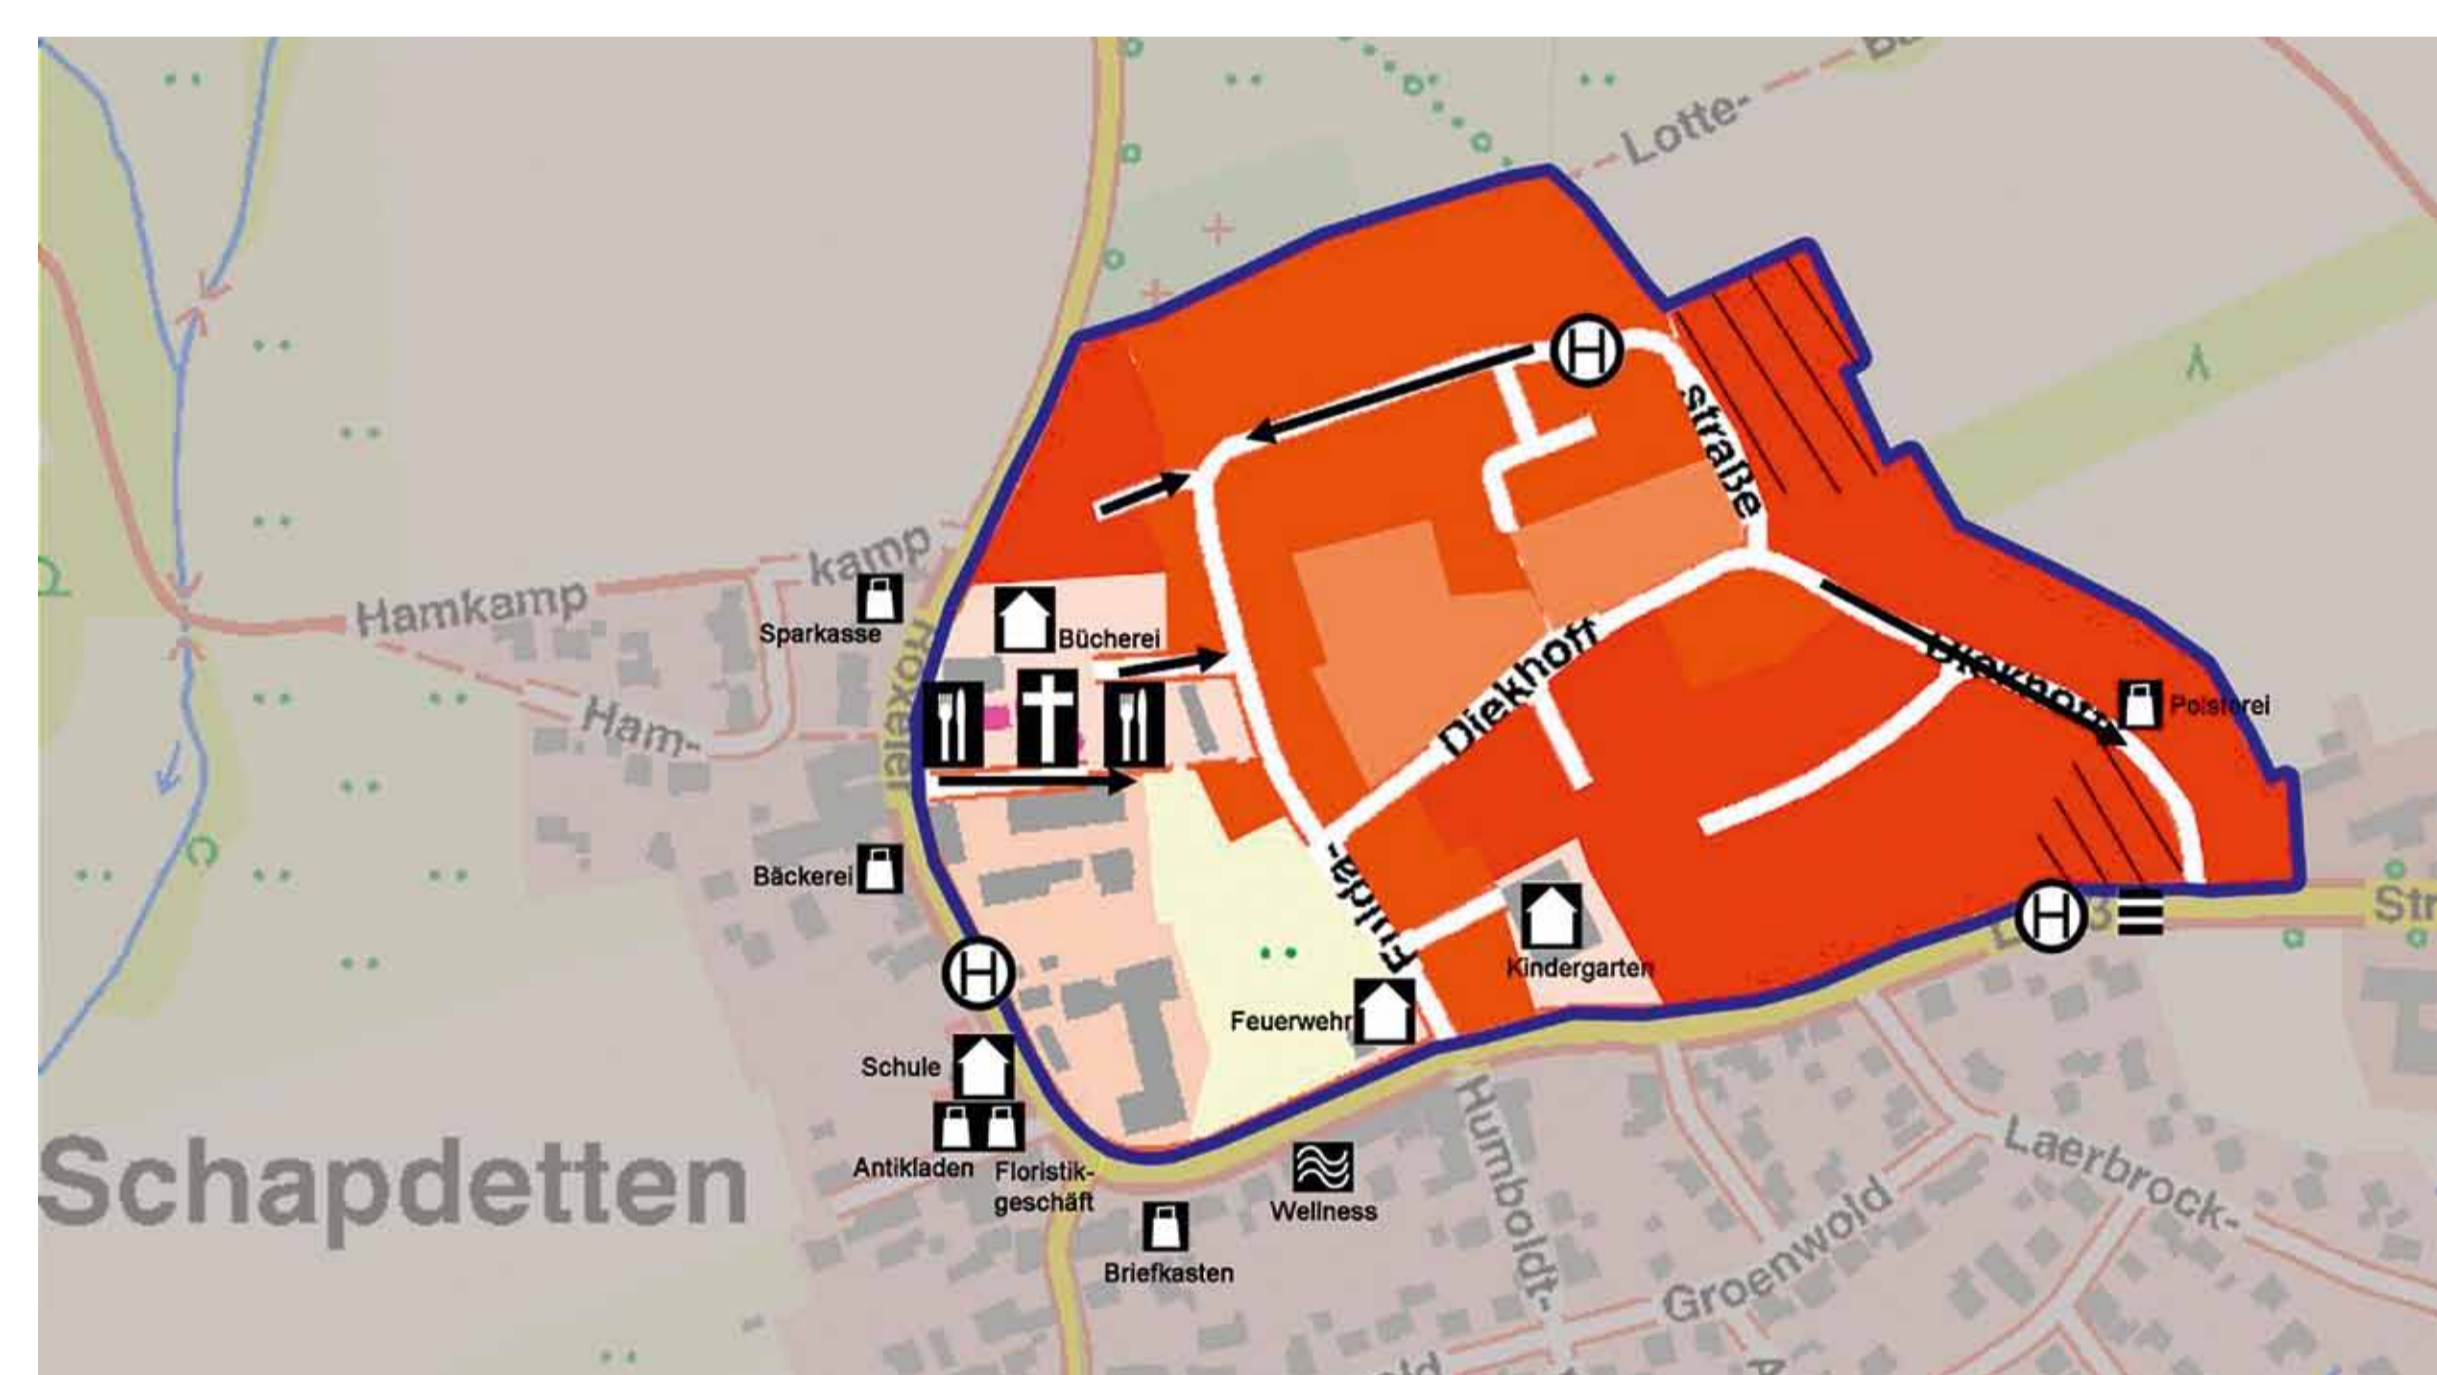 Lotte-
H
straße
kamp
Hamkamp
Sparkasse
Bücherei
Roxeler
Diekhoff
Diekhoff
Polsterei
Ham-
Bäckerei
Fulda-
H
Str
H
Kindergarten
Feuerwehr
Schule
Antikladen
Floristik-
geschäft
Wellness
Briefkasten
Humboldt-
Laerbrock-
Groenwold
Schapdetten